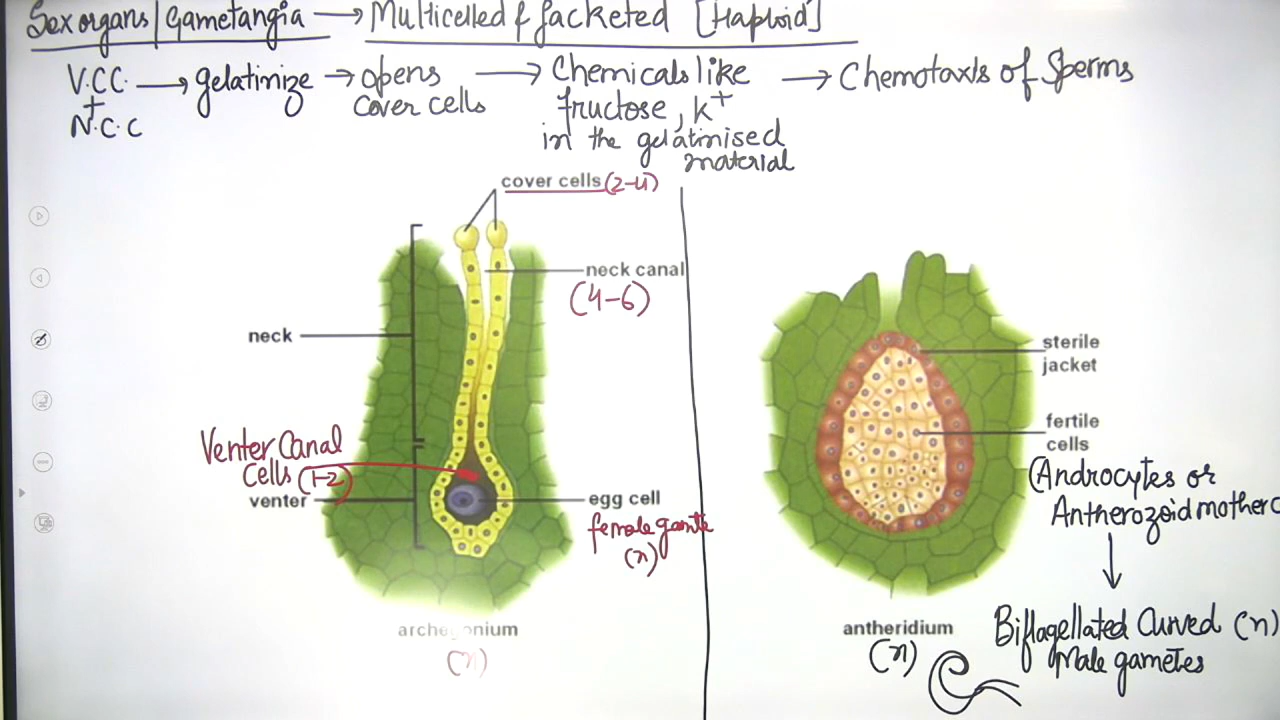 Sex organs/Gametangia → Multicelled & Jacketed [Haploid]
V.C.C. → gelatinize → opens → Chemicals like → Chemotaxis of Sperms
+ cover cells fructose, K+
N.C.C in the gelatinised
material
cover cells (2-4)
neck canal
(4-6)
neck
Venter Canal
Cells (1-2)
venter
egg cell
female gamete
(n)
archegonium
(n)
sterile
jacket
fertile
cells
(Androcytes or
Antherozoid mother c
↓
Biflagellated Curved (n)
Male gametes
antheridium
(n)